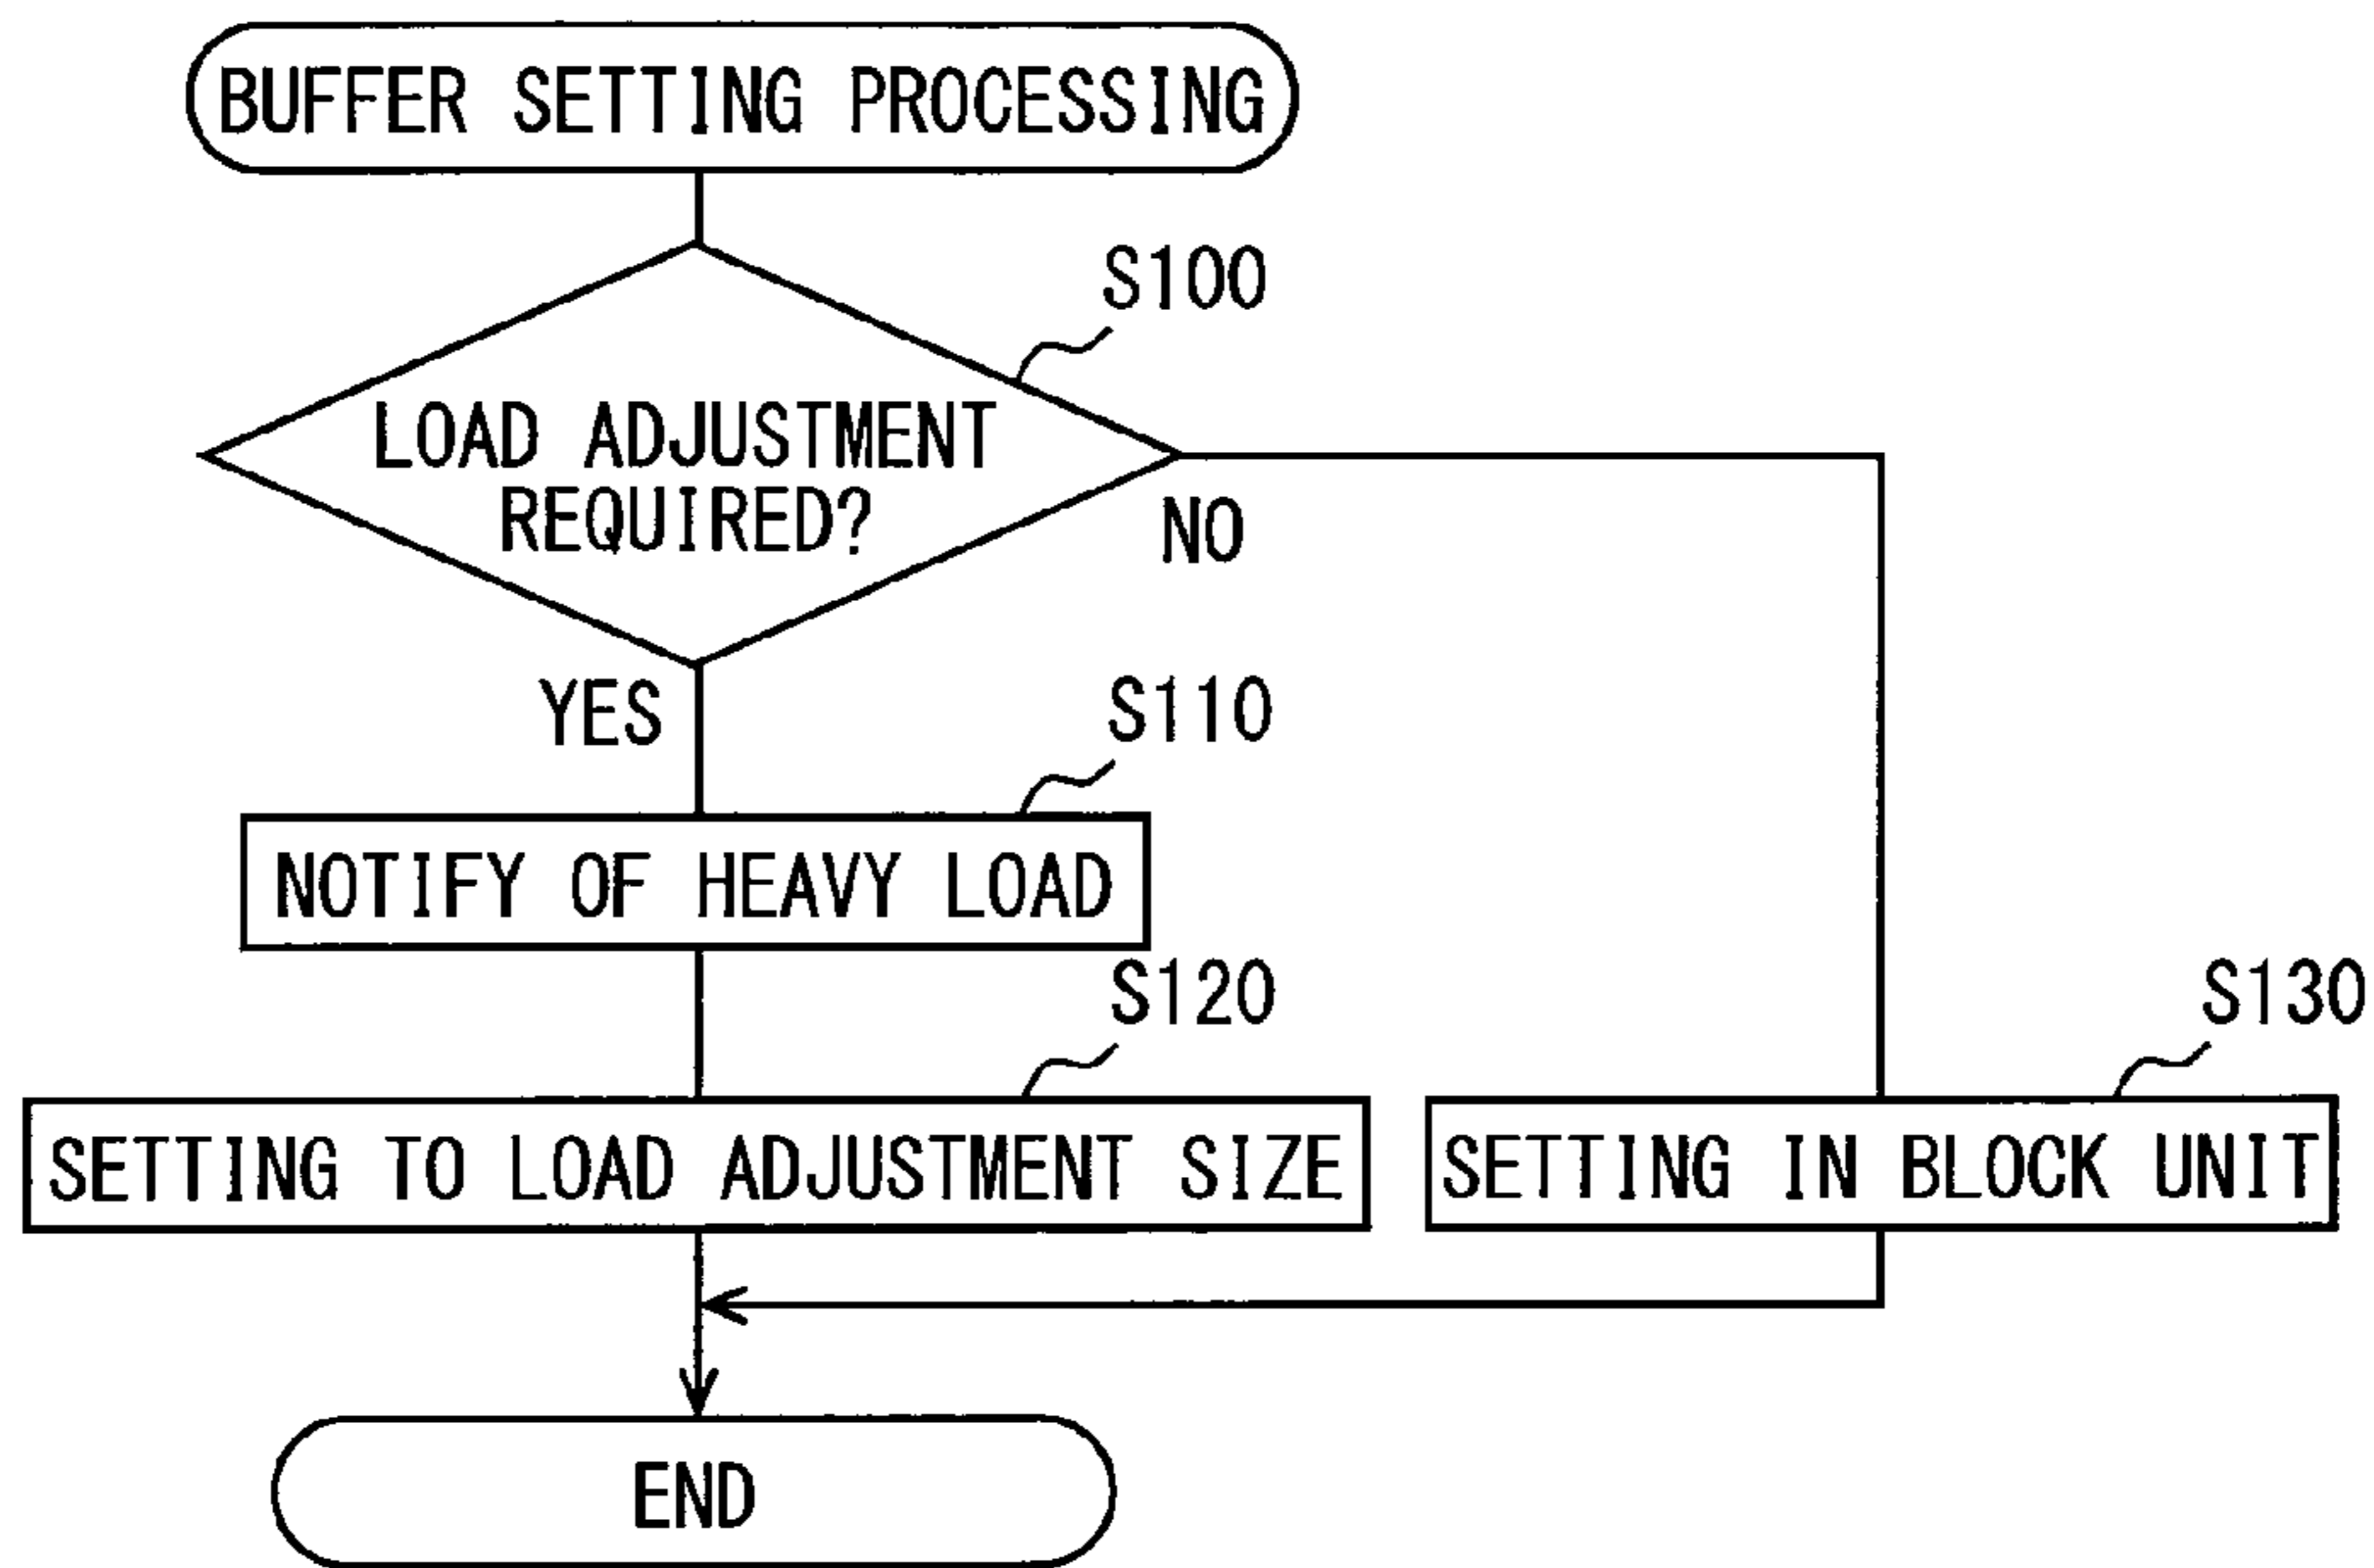 BUFFER SETTING PROCESSING
S100
LOAD ADJUSTMENT
REQUIRED?
NO
YES
S110
NOTIFY OF HEAVY LOAD
S120
S130
SETTING TO LOAD ADJUSTMENT SIZE
SETTING IN BLOCK UNIT
END